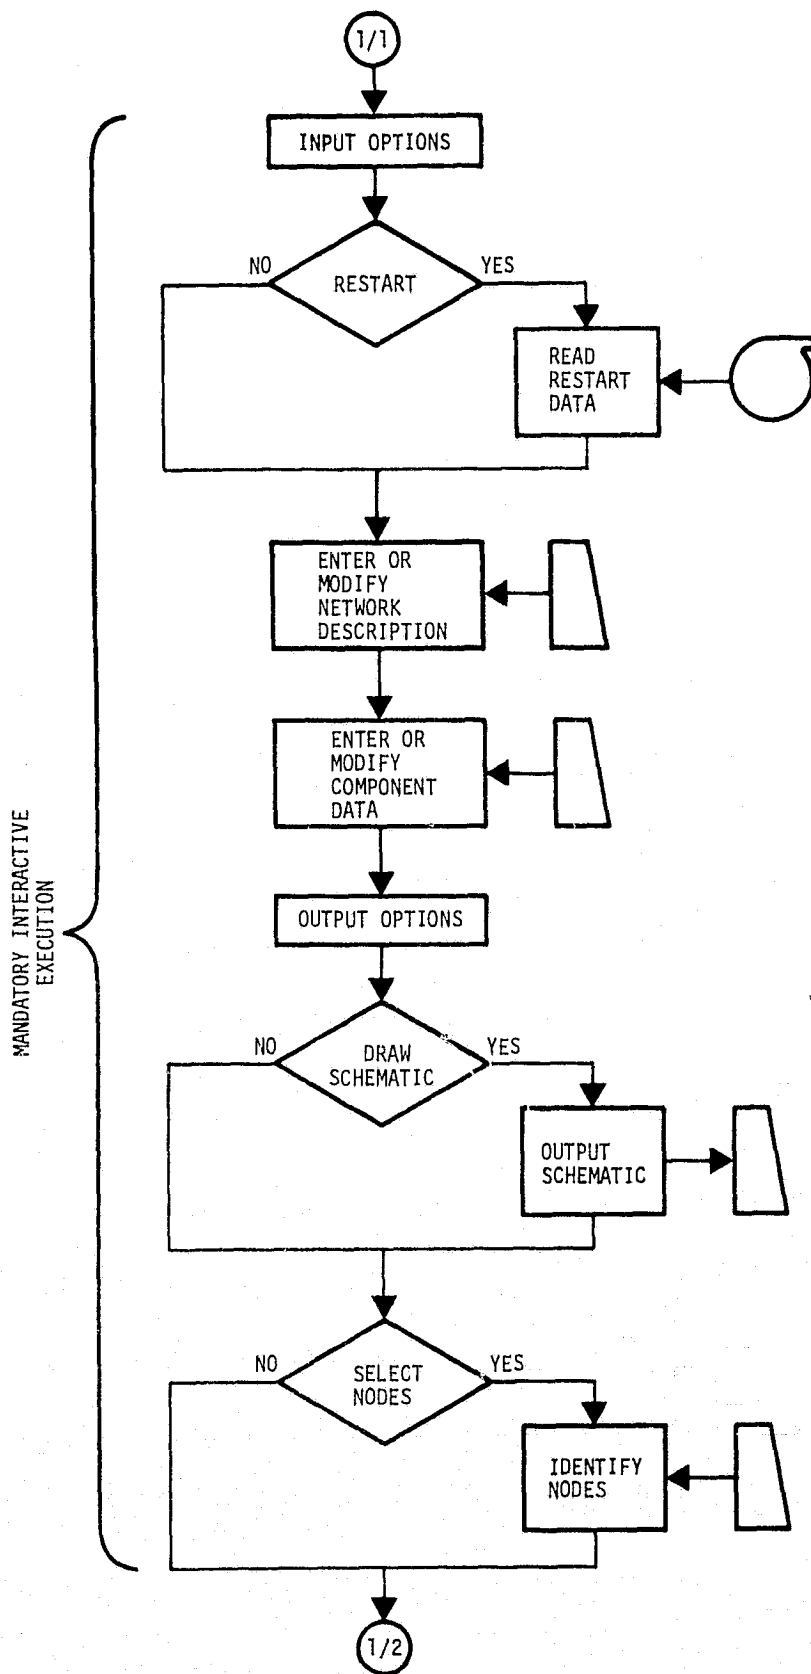 1/1
INPUT OPTIONS
NO
YES
RESTART
READ
RESTART
DATA
ENTER OR
MODIFY
NETWORK
DESCRIPTION
ENTER OR
MODIFY
COMPONENT
DATA
MANDATORY INTERACTIVE
EXECUTION
OUTPUT OPTIONS
NO
YES
DRAW
SCHEMATIC
OUTPUT
SCHEMATIC
NO
YES
SELECT
NODES
IDENTIFY
NODES
1/2